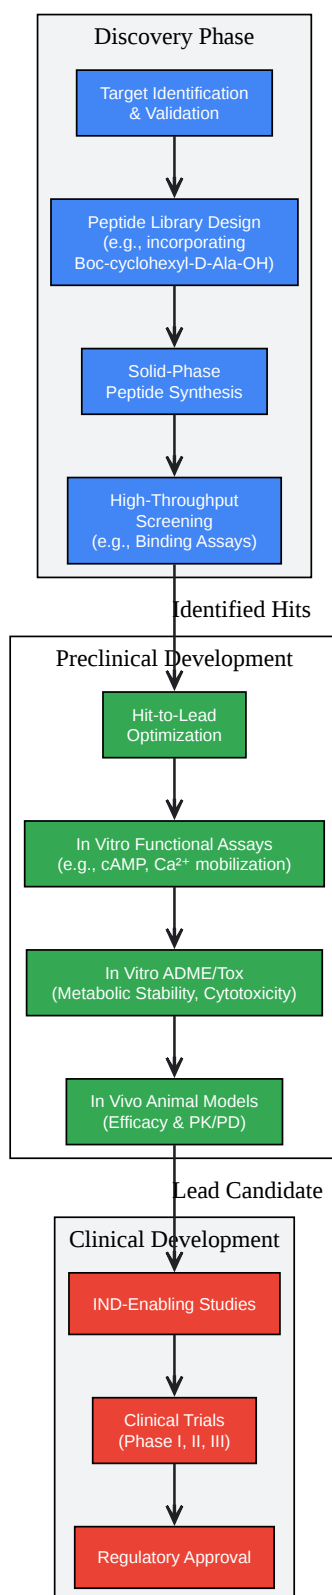 Discovery Phase
Target Identification
& Validation
Peptide Library Design
(e.g., incorporating
Boc-cyclohexyl-D-Ala-OH)
Solid-Phase
Peptide Synthesis
High-Throughput
Screening
(e.g., Binding Assays)
Identified Hits
Preclinical Development
Hit-to-Lead
Optimization
In Vitro Functional Assays
(e.g., cAMP, Ca²⁺ mobilization)
In Vitro ADME/Tox
(Metabolic Stability, Cytotoxicity)
In Vivo Animal Models
(Efficacy & PK/PD)
Lead Candidate
Clinical Development
IND-Enabling Studies
Clinical Trials
(Phase I, II, III)
Regulatory Approval